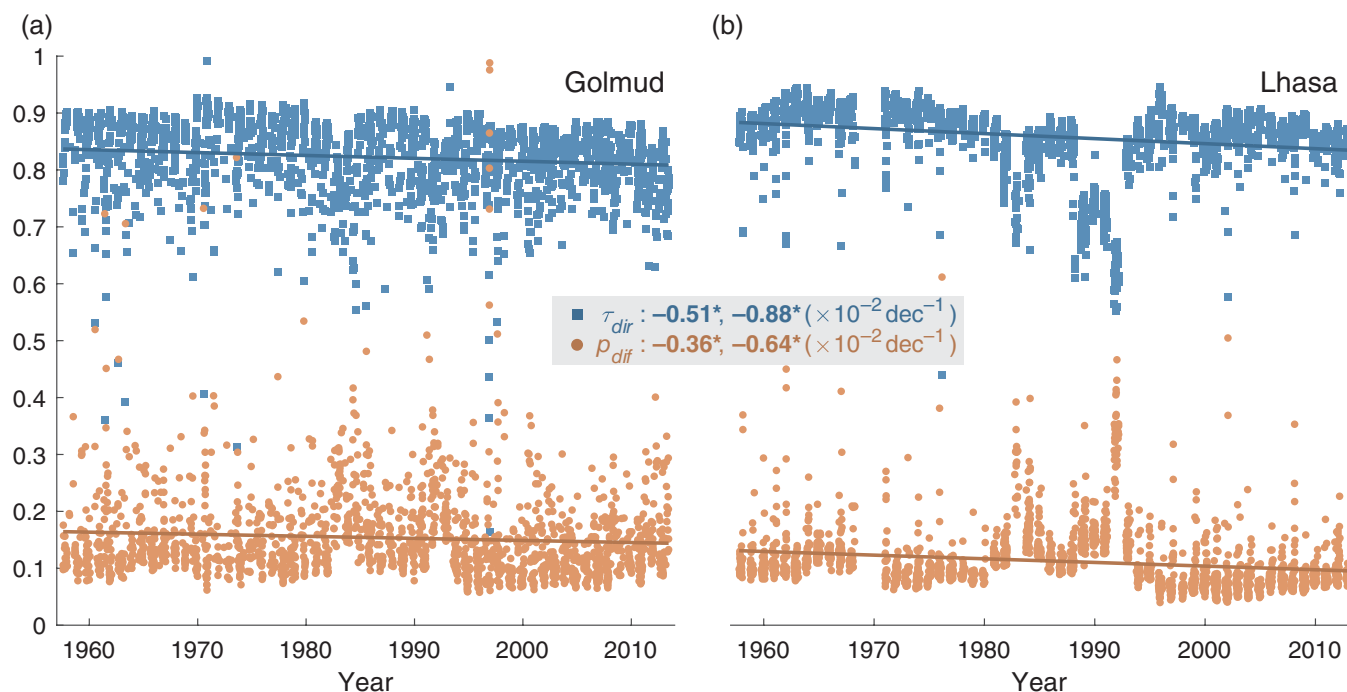 (a)
(b)
Golmud
Lhasa
1
0.9
0.8
0.7
0.6
0.5
0.4
0.3
0.2
0.1
0
τ_dir : −0.51*, −0.88* (×10⁻² dec⁻¹)
p_dif : −0.36*, −0.64* (×10⁻² dec⁻¹)
1960 1970 1980 1990 2000 2010
1960 1970 1980 1990 2000 2010
Year
Year